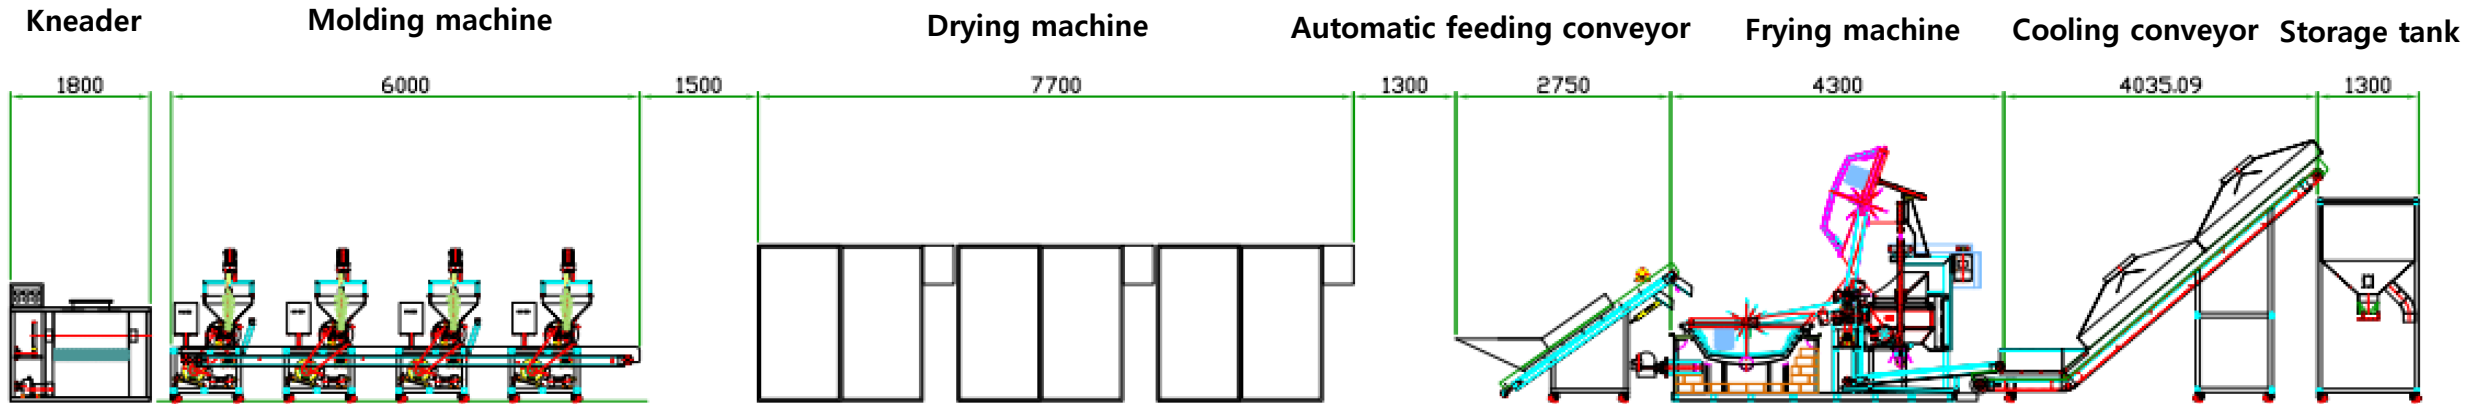 Kneader
Molding machine
Drying machine
Automatic feeding conveyor
Frying machine
Cooling conveyor
Storage tank
1800
6000
1500
7700
1300
2750
4300
4035.09
1300